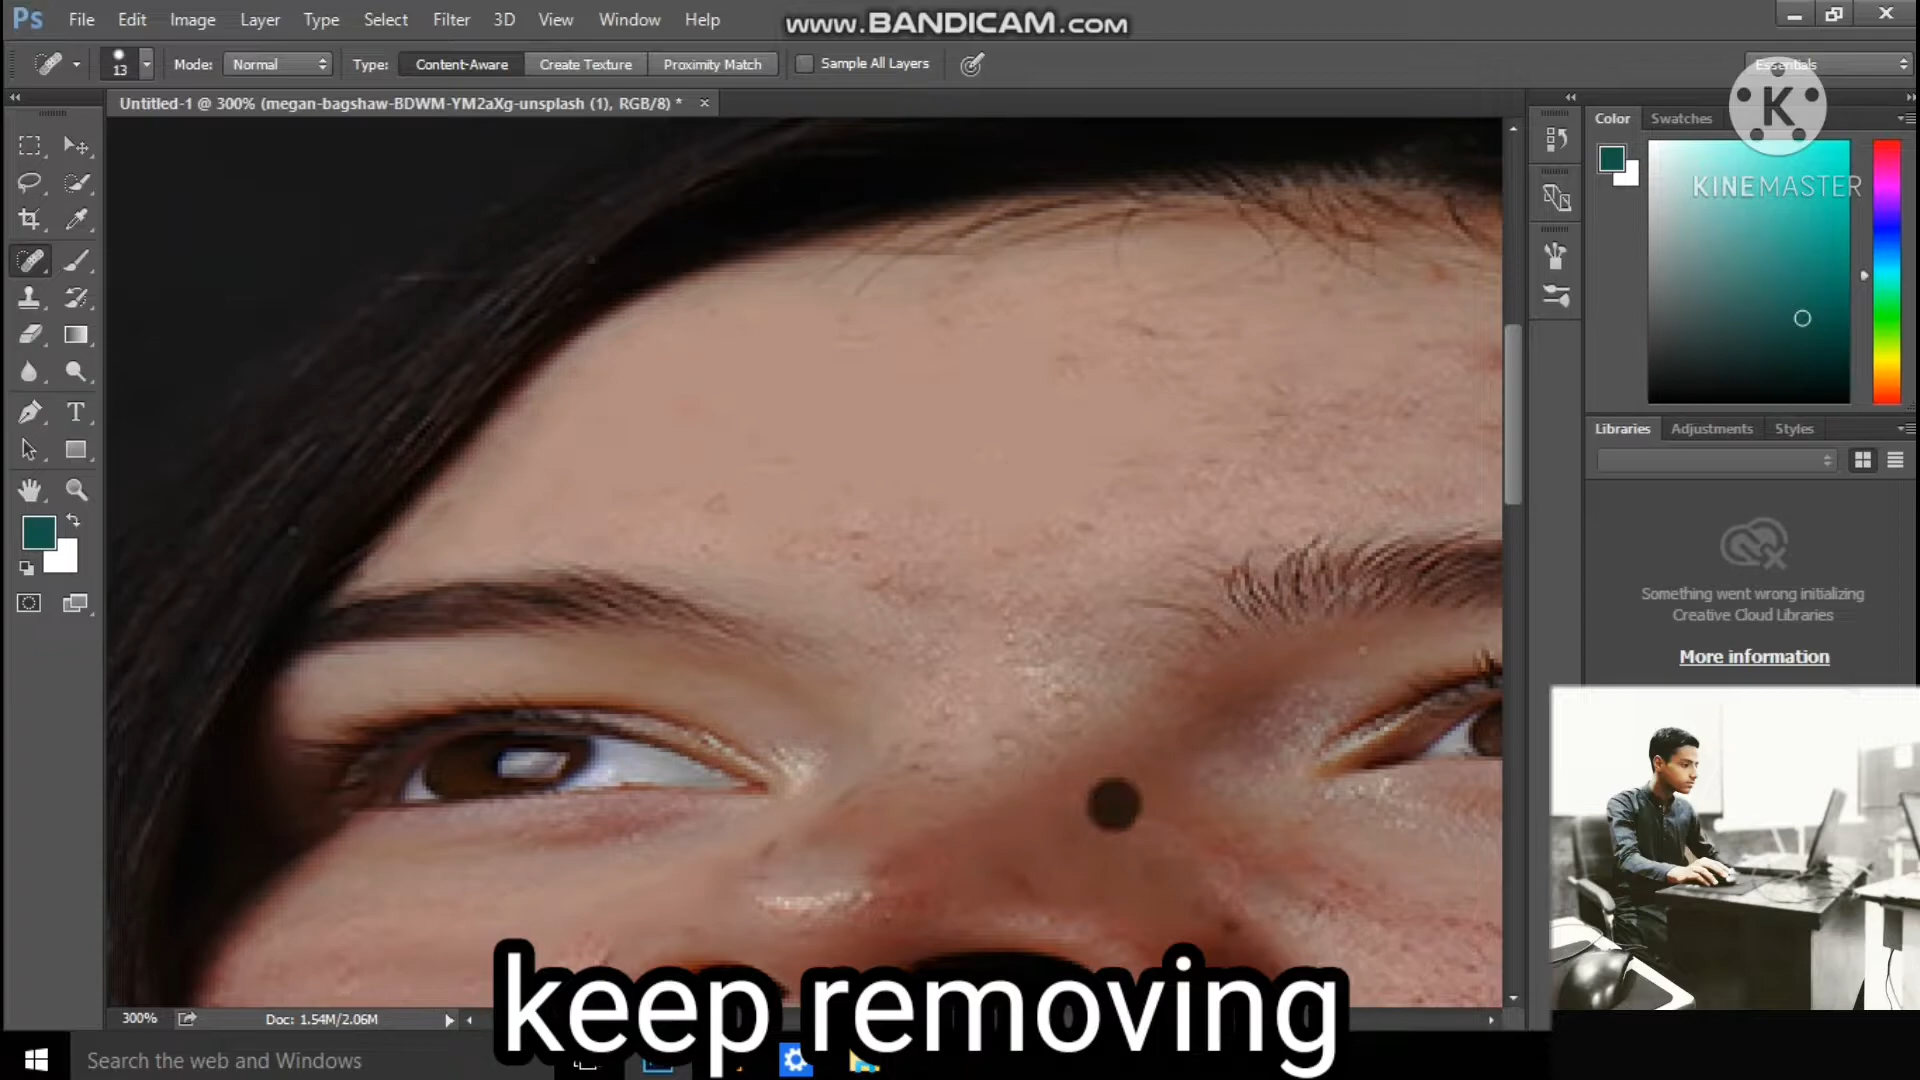 Ps File Edit Image Layer Type Select Filter 3D View Window Help
www.BANDICAM.com
13 Mode: Normal Type: Content-Aware Create Texture Proximity Match Sample All Layers Essentials
Untitled-1 @ 300% (megan-bagshaw-BDWM-YM2aXg-unsplash (1), RGB/8) *
Color Swatches
K
KINEMASTER
T
Libraries Adjustments Styles
Something went wrong initializing
Creative Cloud Libraries
More information
300% Doc: 1.54M/2.06M
keep removing
Search the web and Windows